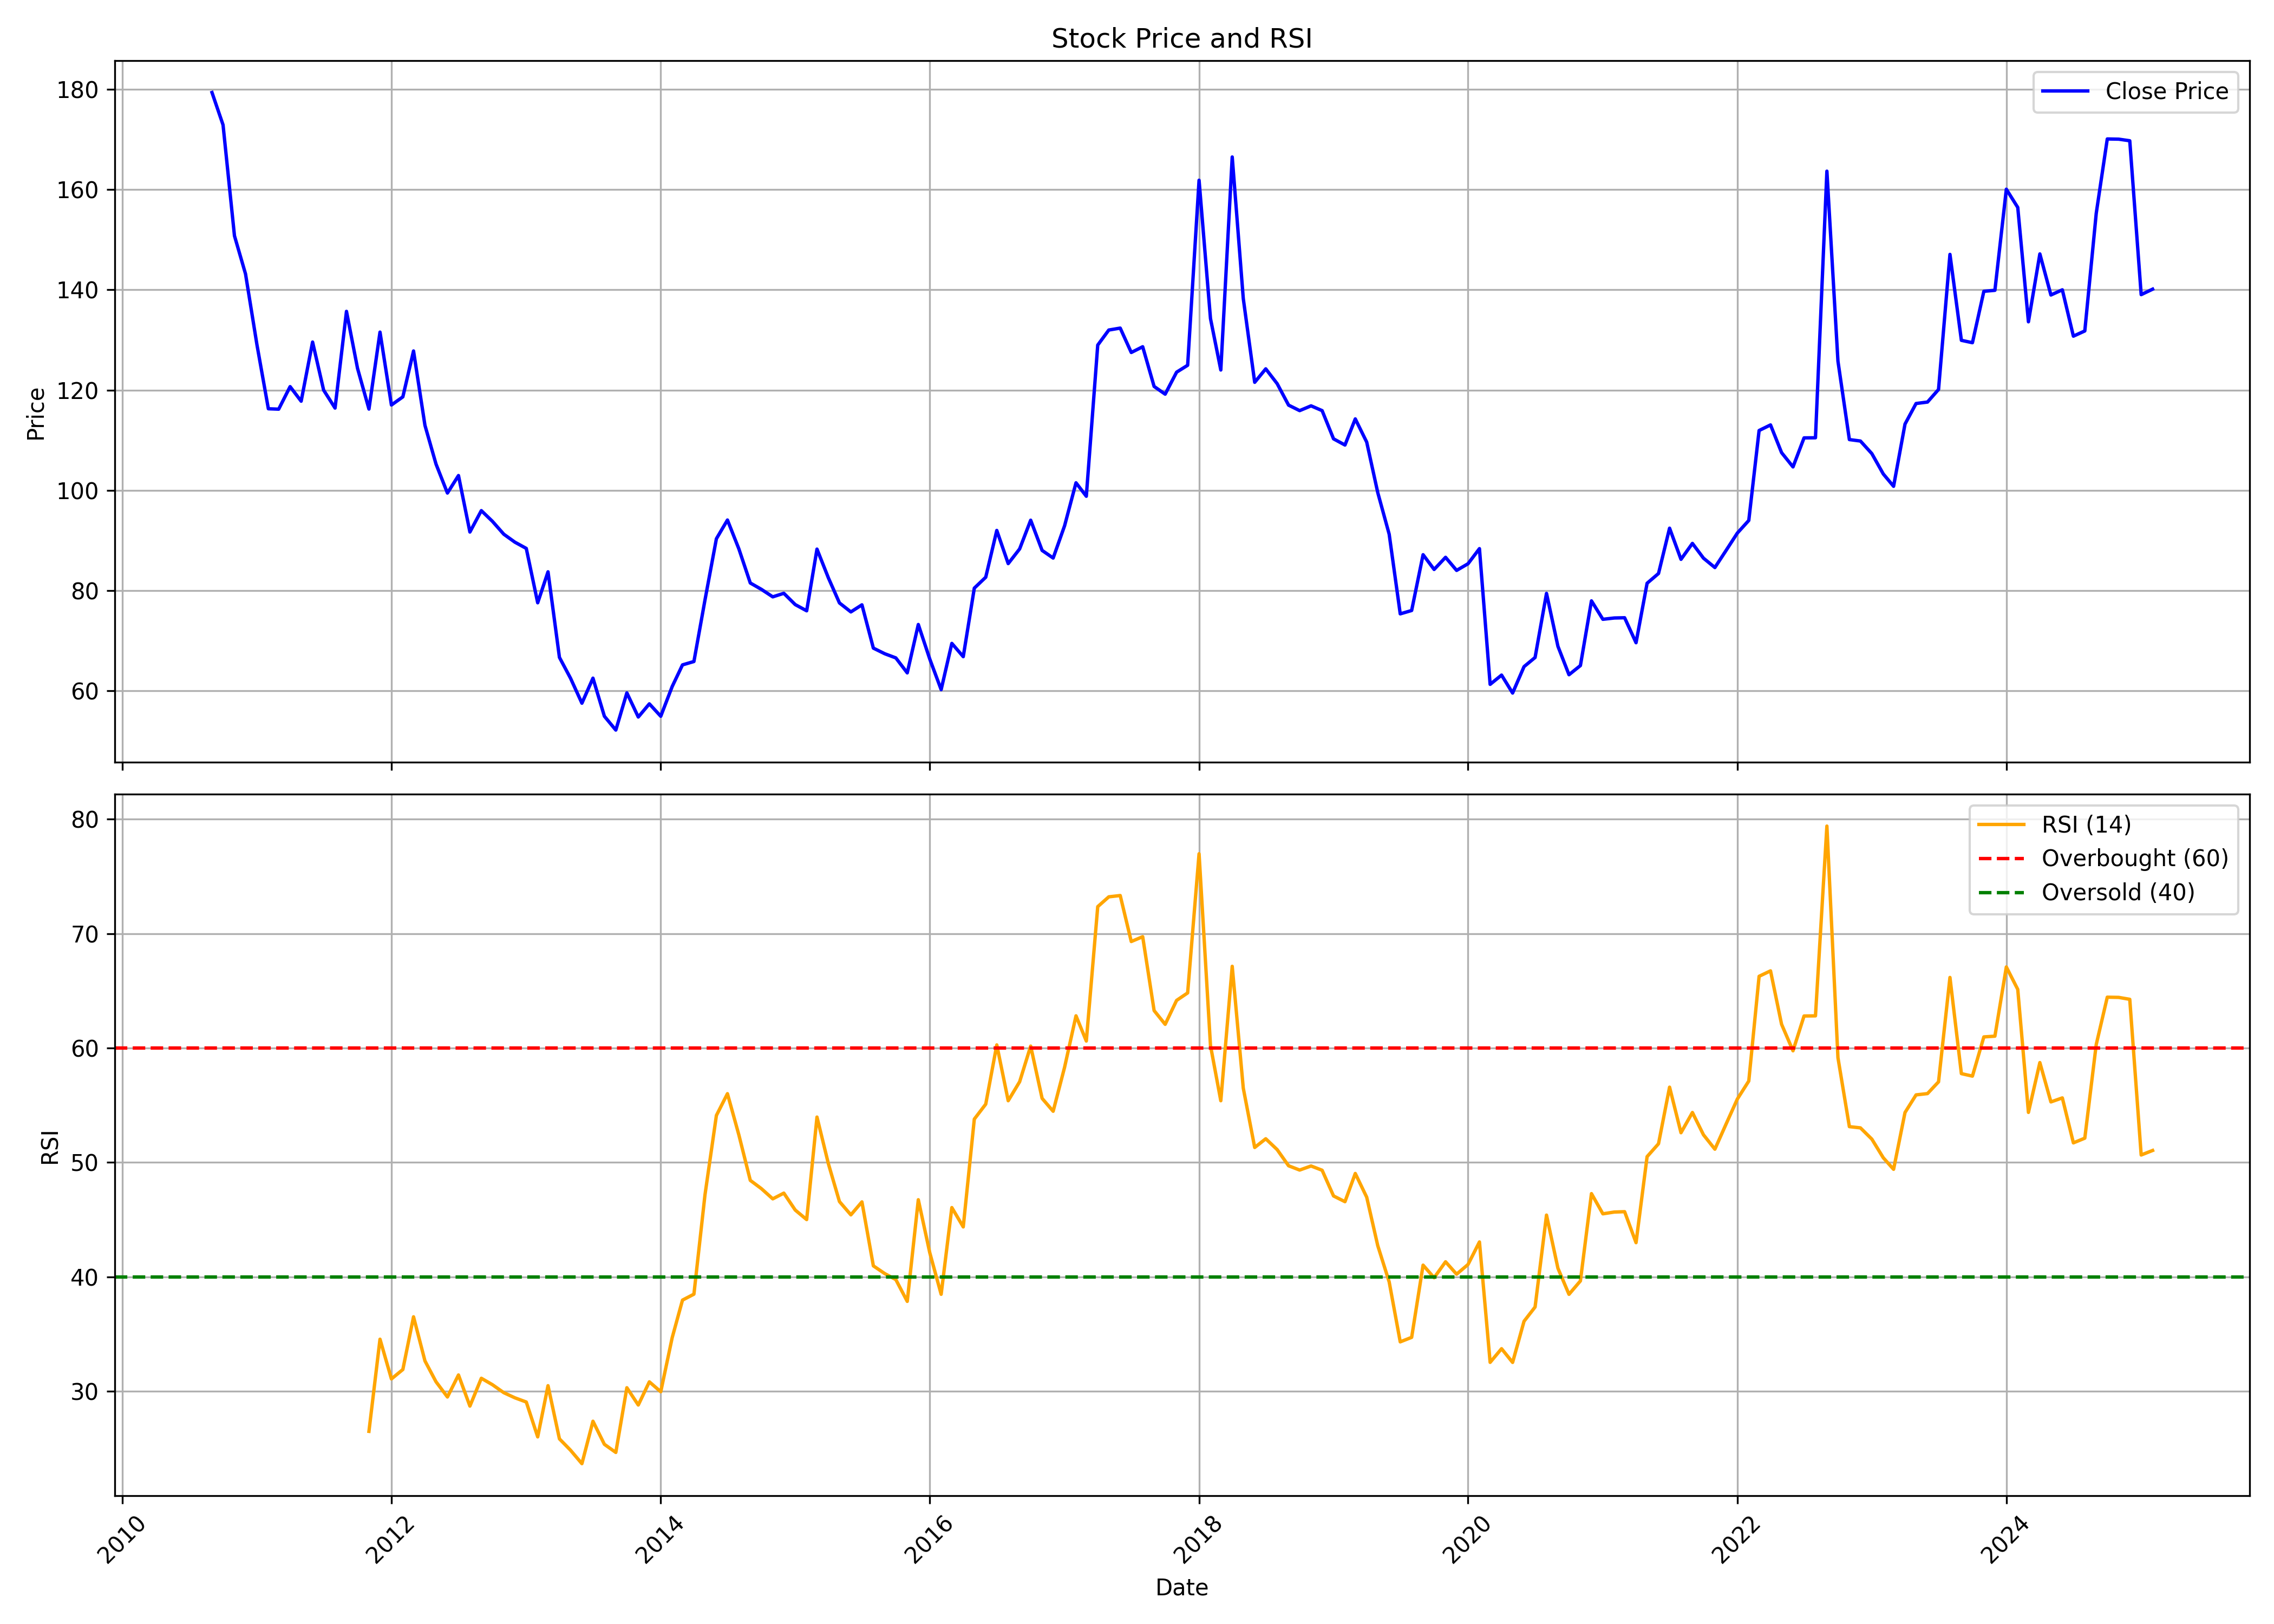 Stock Price and RSI
180
160
140
120
100
80
60
Price
Close Price
80
70
60
50
40
30
RSI
RSI (14)
Overbought (60)
Oversold (40)
2010
2012
2014
2016
2018
2020
2022
2024
Date